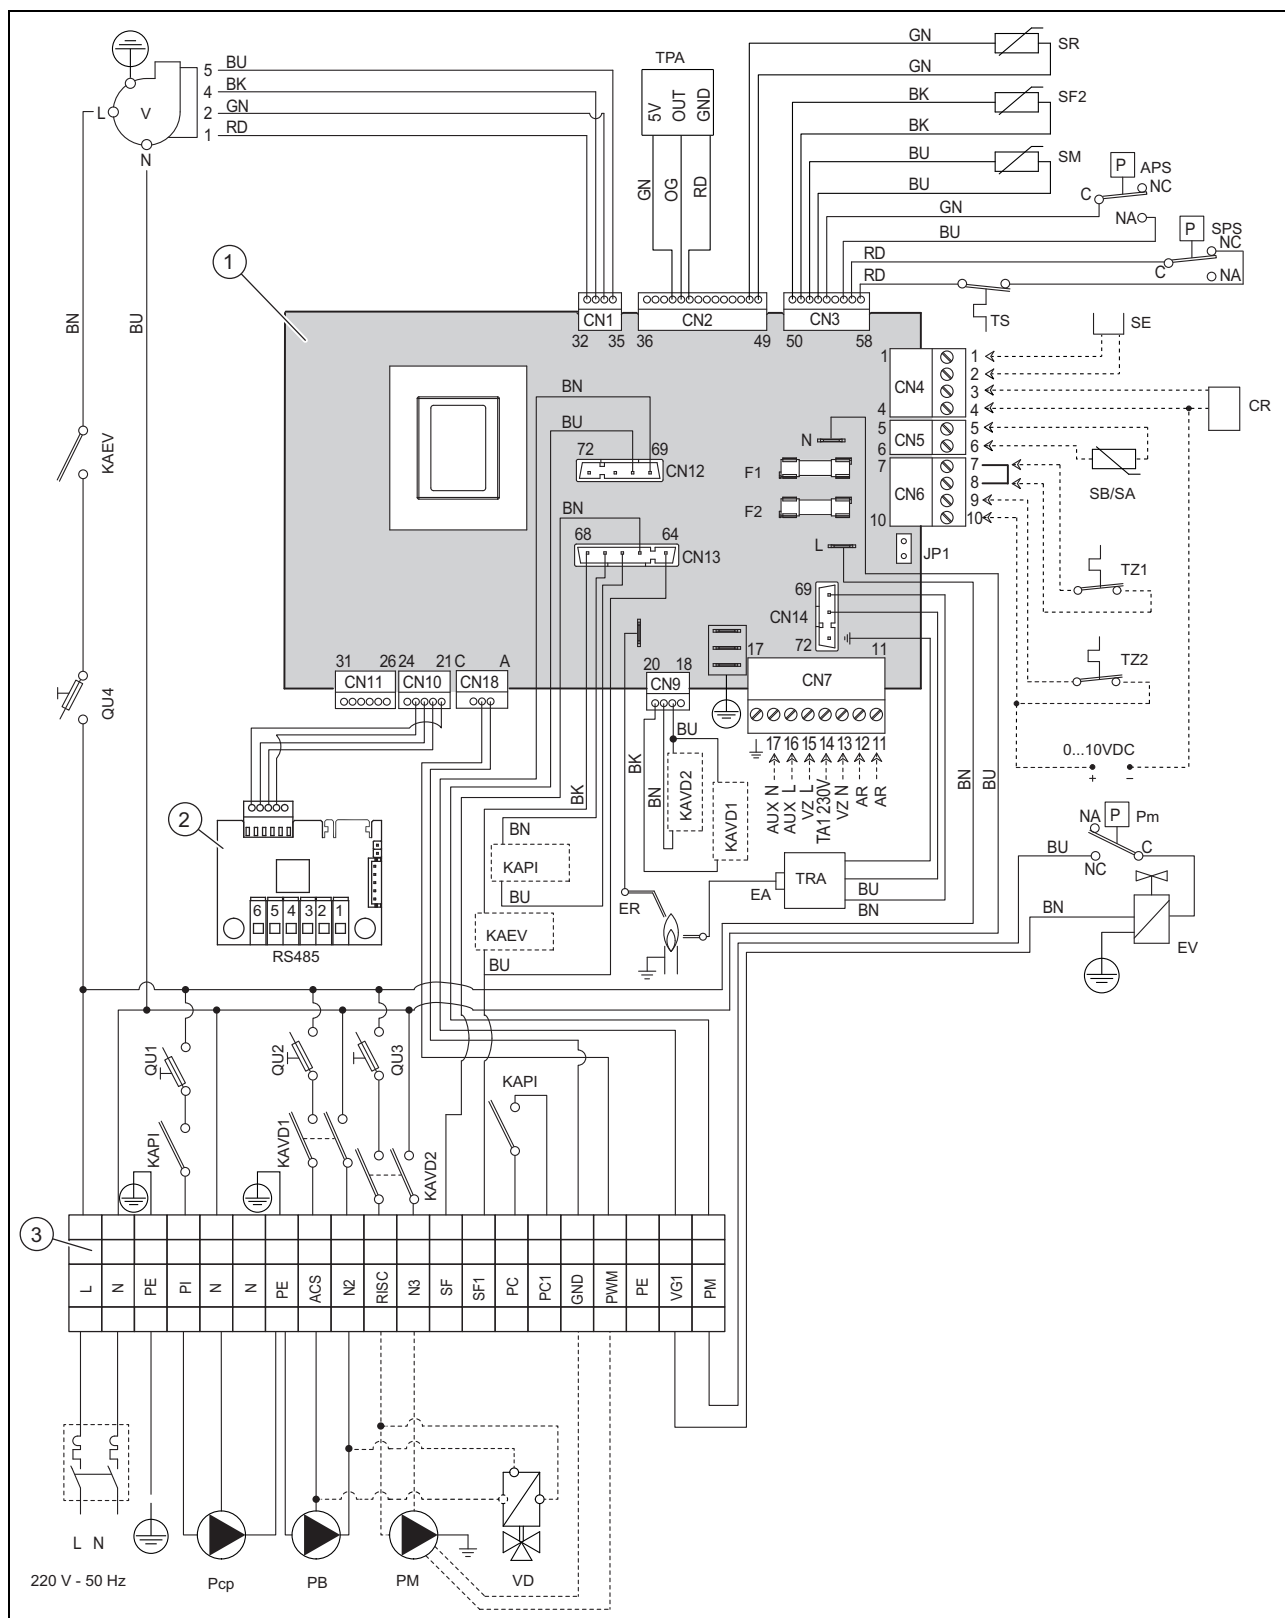 5 BU
4 BK
2 GN
1 RD
L V
N
TPA
5V OUT GND
GN OG RD
GN SR
GN
BK SF2
BK
BU SM
BU
P APS
C NC
GN
NA
BU
P SPS
NC
RD
C NA
RD
TS
1
BN BU
CN1 CN2 CN3
32 35 36 49 50 58
SE
1 1
2
CN4 3
4 4
CR
5 5
CN5
6 6
7 7
8
CN6 9
10 10
SB/SA
JP1
TZ1
TZ2
0...10VDC
+ -
KAEV
BN
BU
72 69
CN12
N
F1
F2
BN
68 64
CN13
L
69
CN14
72
QU4
31 26 24 21 C A
CN11 CN10 CN18
20 18
CN9
17 11
CN7
17 16 15 14 13 12 11
AUX N AUX L VZ L TA1 230V VZ N AR AR
BK BN BU
KAVD2
KAVD1
BN BU
BK
BN
KAPI
BU
KAEV
BU
2
6 5 4 3 2 1
RS485
ER
EA TRA
BU
BN
NA P Pm
BU C
NC
BN
EV
QU1 QU2 QU3
KAPI
KAPI KAVD1 KAVD2
3
L N PE PI N N PE ACS N2 RISC N3 SF SF1 PC PC1 GND PWM PE VG1 PM
L N
220 V - 50 Hz Pcp PB PM VD